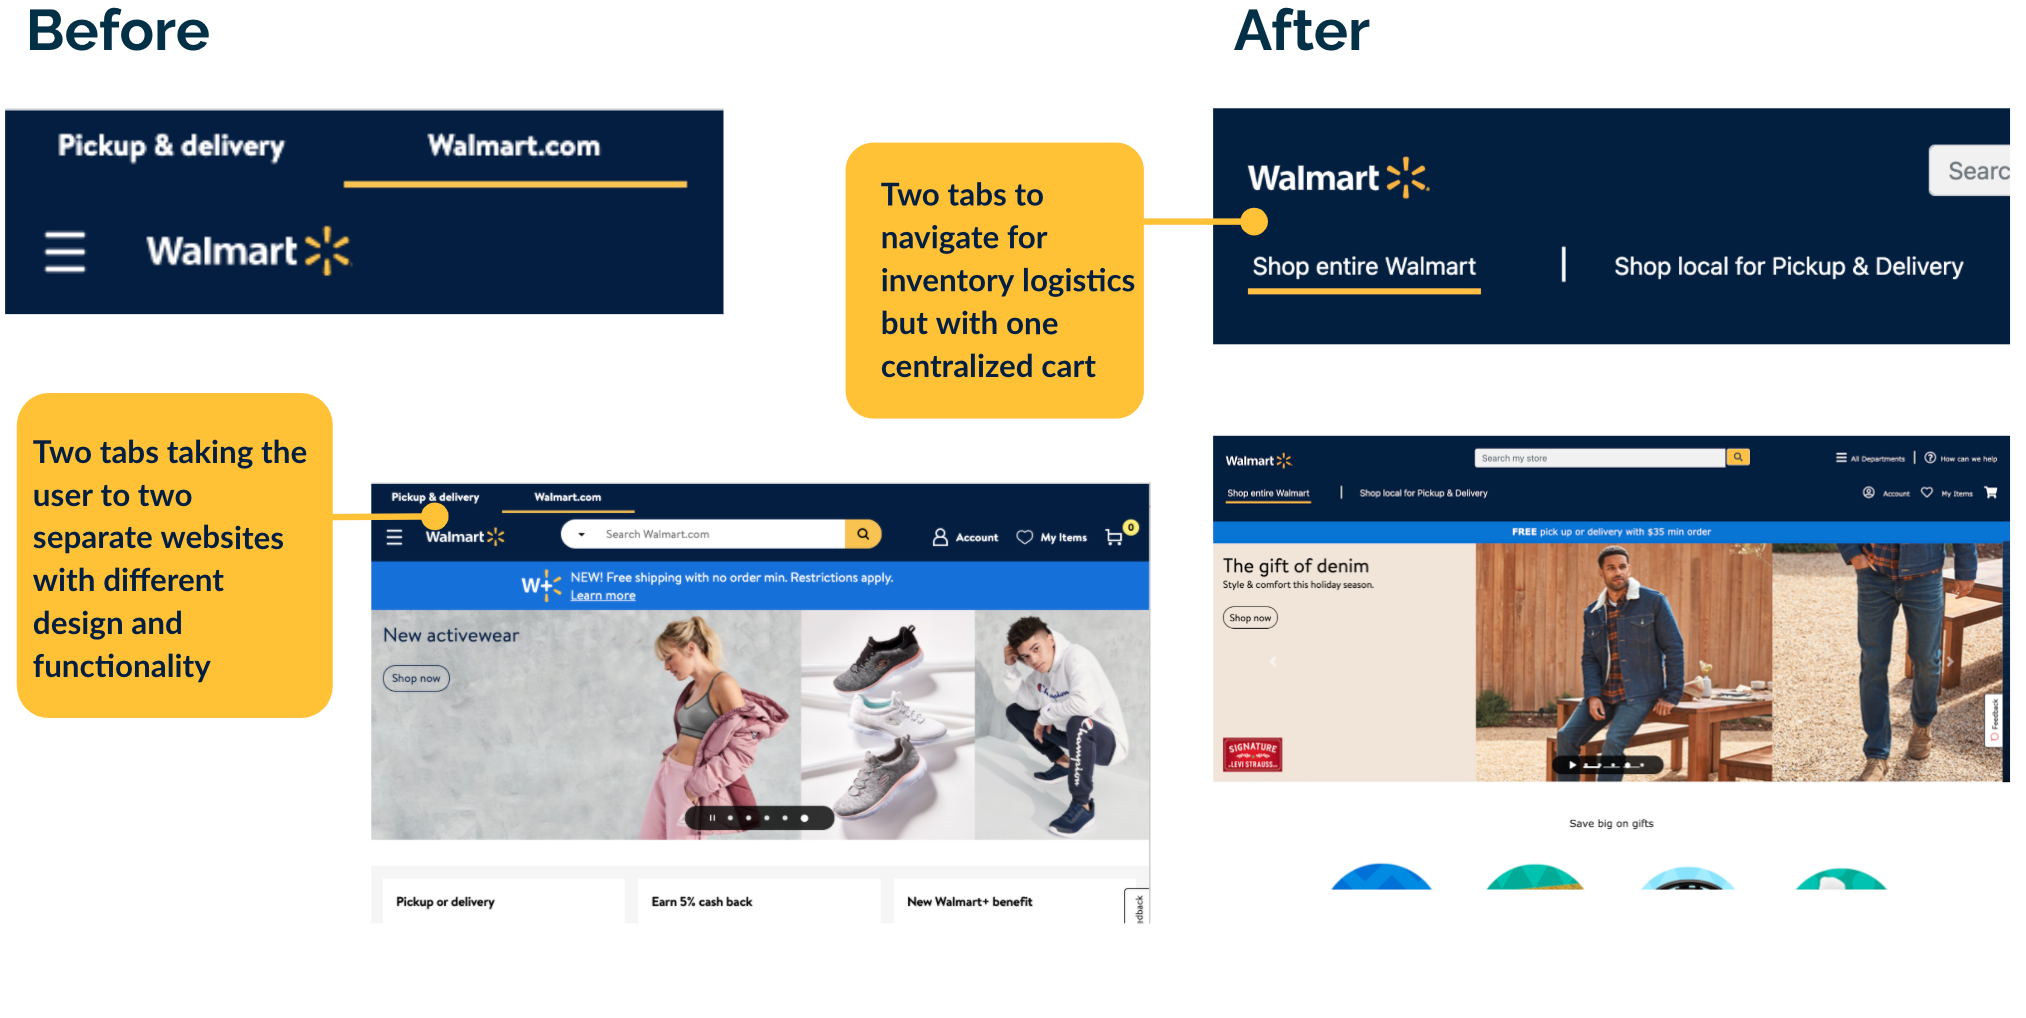 Before
After
Pickup & delivery
Walmart.com
Walmart
Two tabs to
navigate for
inventory logistics
but with one
centralized cart
Walmart
Searc
Shop entire Walmart | Shop local for Pickup & Delivery
Two tabs taking the
user to two
separate websites
with different
design and
functionality
Pickup & delivery
Walmart.com
Walmart
Search Walmart.com
Account
My Items
0
W+
NEW! Free shipping with no order min. Restrictions apply.
Learn more
New activewear
Shop now
Champion
Champion
Pickup or delivery
Earn 5% cash back
New Walmart+ benefit
edback
Walmart
Search my store
All Departments | How can we help
Shop entire Walmart | Shop local for Pickup & Delivery
Account
My Items
FREE pick up or delivery with $35 min order
The gift of denim
Style & comfort this holiday season.
Shop now
SIGNATURE
LEVI STRAUSS
Feedback
Save big on gifts